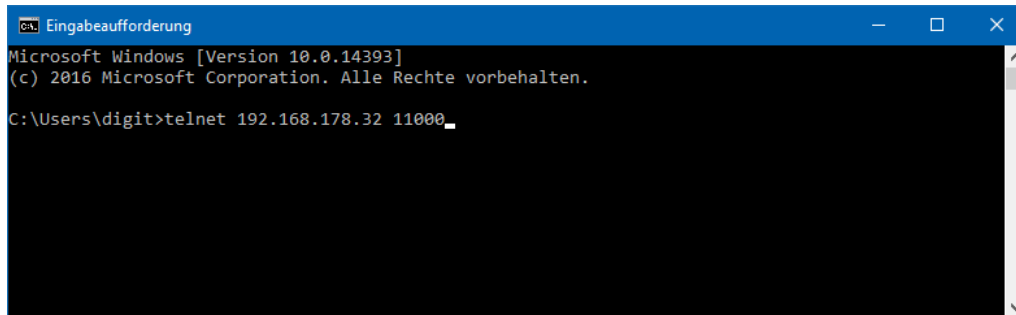 Eingabeaufforderung
Microsoft Windows [Version 10.0.14393]
(c) 2016 Microsoft Corporation. Alle Rechte vorbehalten.
C:\Users\digit>telnet 192.168.178.32 11000